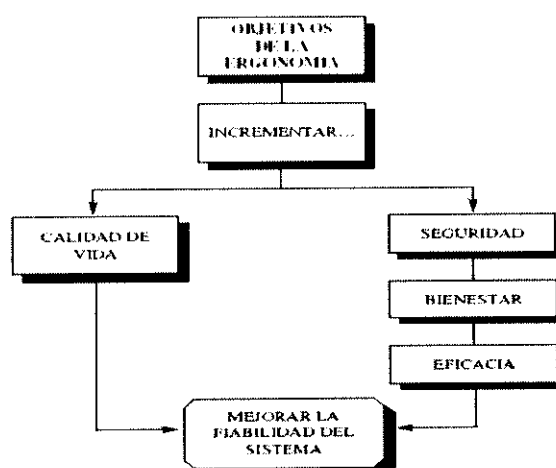 OBJETIVOS
DE LA
ERGONOMIA
INCREMENTAR...
CALIDAD DE
VIDA
SEGURIDAD
BIENESTAR
EFICACIA
MEJORAR LA
FIABILIDAD DEL
SISTEMA